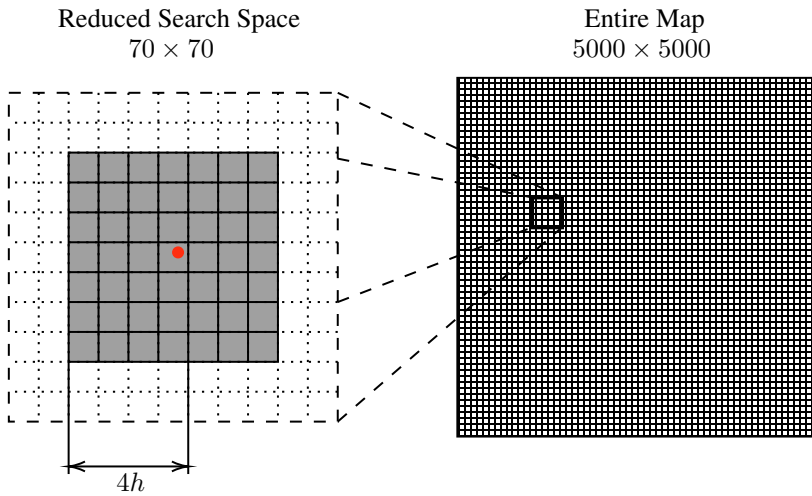 Reduced Search Space
70 × 70
Entire Map
5000 × 5000
4h